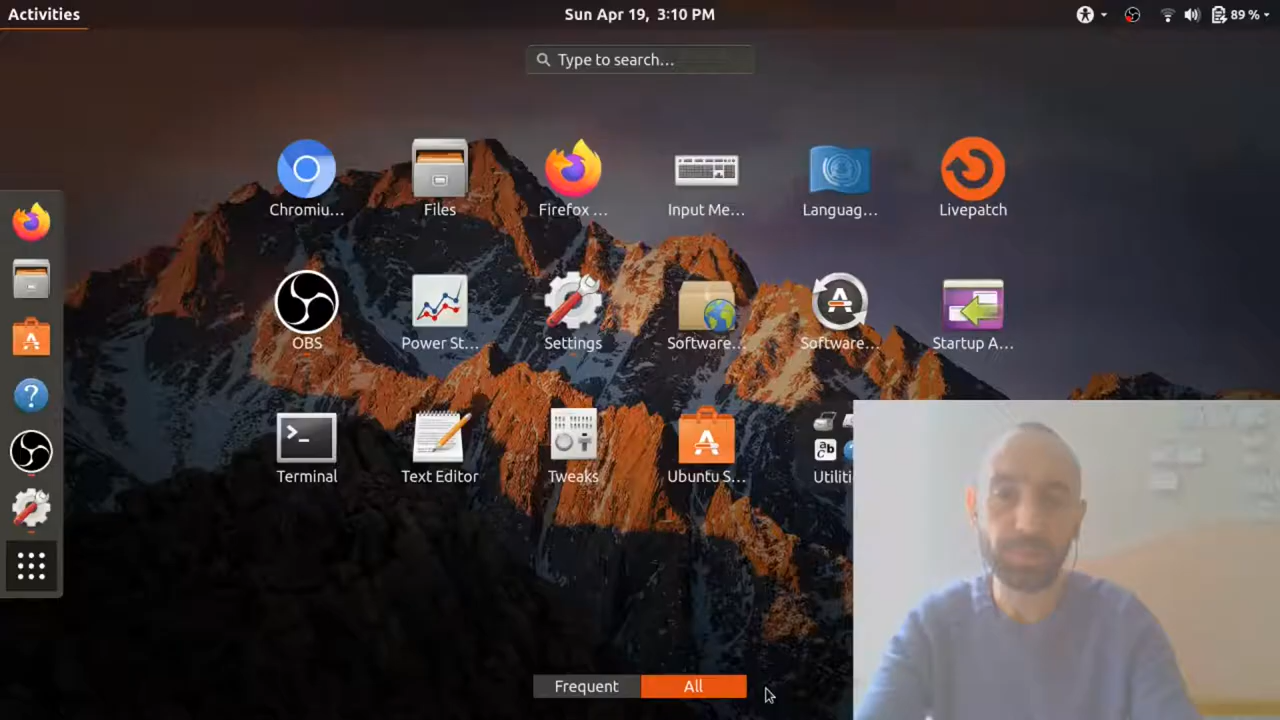 Activities
Sun Apr 19, 3:10 PM
89 %
Type to search...
Chromiu...
Files
Firefox ...
Input Me...
Languag...
Livepatch
OBS
Power St...
Settings
Software...
Software...
Startup A...
Terminal
Text Editor
Tweaks
Ubuntu S...
Utiliti
Frequent
All